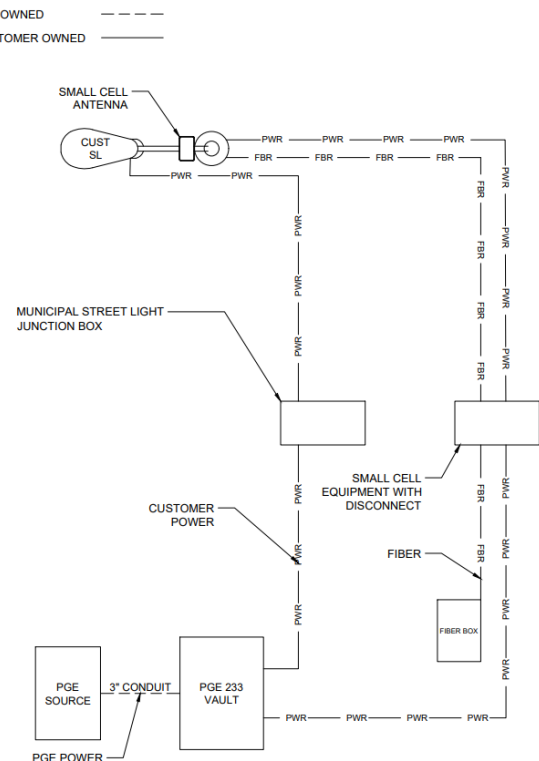 OWNED
TOMER OWNED
SMALL CELL
ANTENNA
CUST
SL
PWR PWR PWR PWR
FBR FBR FBR FBR
PWR PWR
PWR
FBR
PWR
PWR
FBR
PWR
PWR
FBR
PWR
MUNICIPAL STREET LIGHT
JUNCTION BOX
PWR
FBR
PWR
SMALL CELL
EQUIPMENT WITH
DISCONNECT
PWR
FBR
PWR
CUSTOMER
POWER
PWR
FIBER
FBR
PWR
PWR
PWR
FIBER BOX
PWR
PGE
SOURCE
3" CONDUIT
PGE 233
VAULT
PWR PWR PWR PWR
PGE POWER